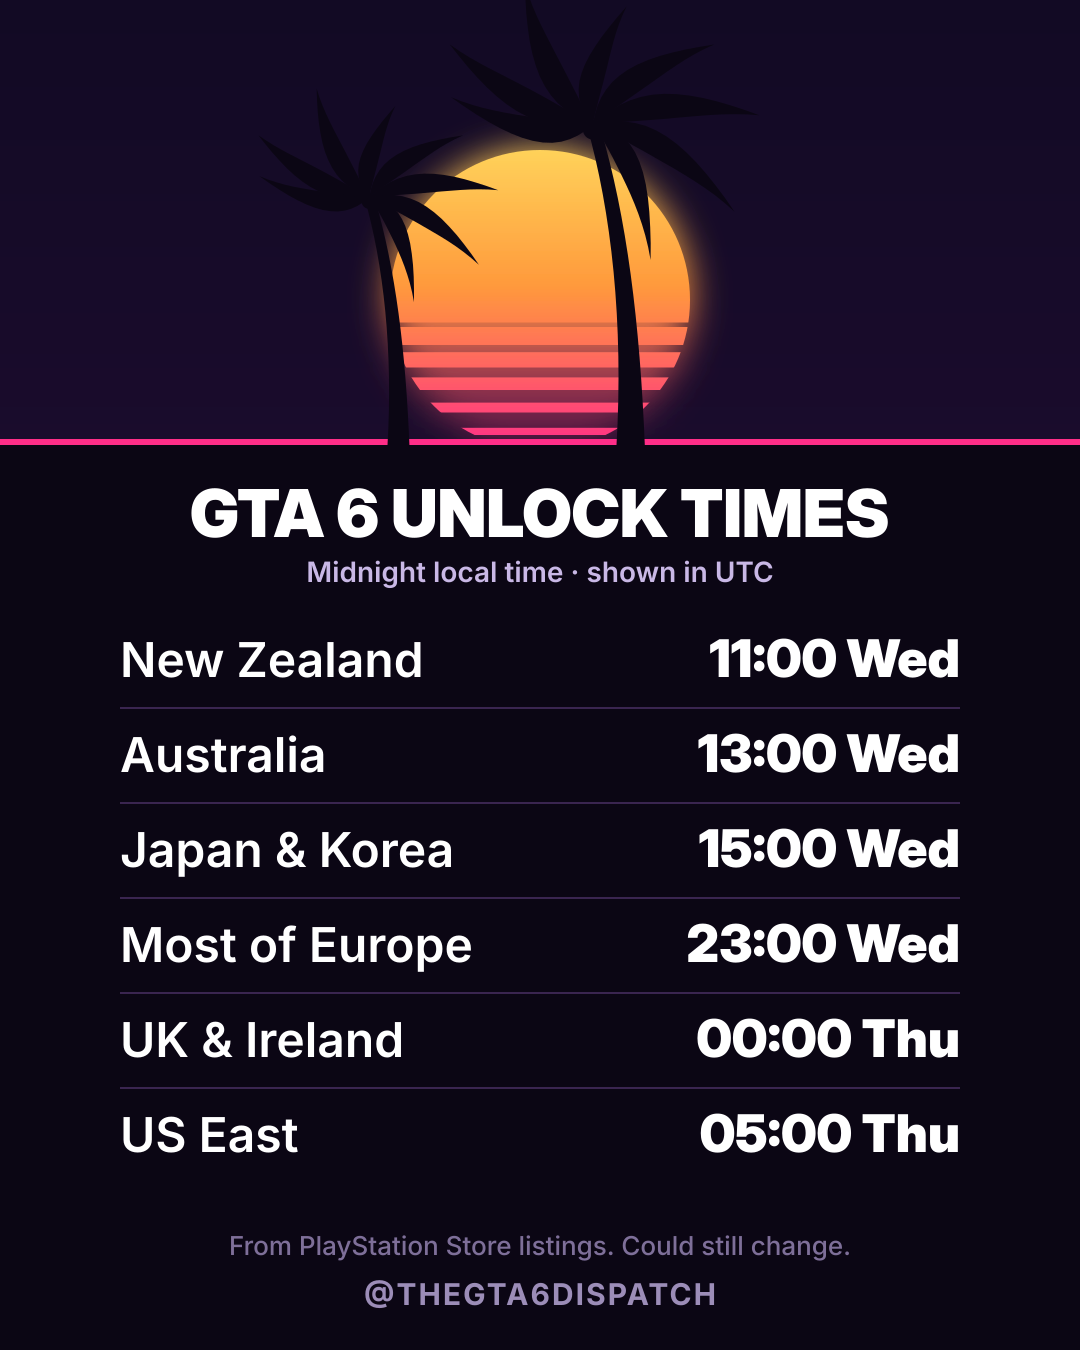 GTA 6 UNLOCK TIMES
Midnight local time · shown in UTC
New Zealand 11:00 Wed
Australia 13:00 Wed
Japan & Korea 15:00 Wed
Most of Europe 23:00 Wed
UK & Ireland 00:00 Thu
US East 05:00 Thu
From PlayStation Store listings. Could still change.
@THEGTA6DISPATCH